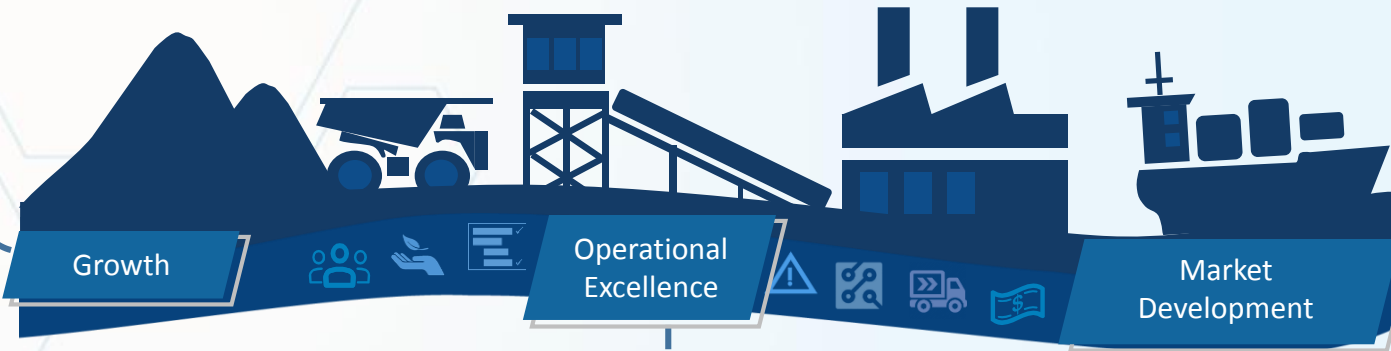 Growth
Operational
Excellence
$
Market
Development